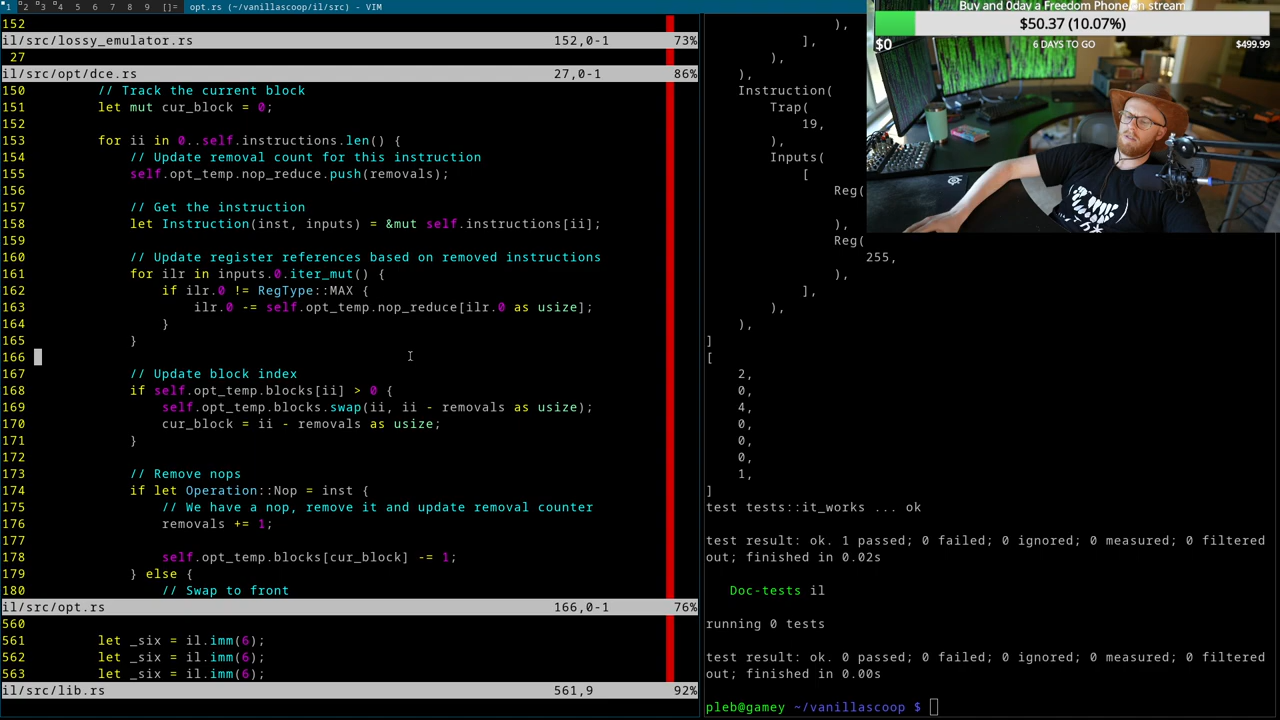 1 2 3 4 5 6 7 8 9 []= opt.rs (~/vanillascoop/il/src) - VIM
152
il/src/lossy_emulator.rs 152,0-1 73%
27
il/src/opt/dce.rs 27,0-1 86%
150 // Track the current block
151 let mut cur_block = 0;
152
153 for ii in 0..self.instructions.len() {
154 // Update removal count for this instruction
155 self.opt_temp.nop_reduce.push(removals);
156
157 // Get the instruction
158 let Instruction(inst, inputs) = &mut self.instructions[ii];
159
160 // Update register references based on removed instructions
161 for ilr in inputs.0.iter_mut() {
162 if ilr.0 != RegType::MAX {
163 ilr.0 -= self.opt_temp.nop_reduce[ilr.0 as usize];
164 }
165 }
166
167 // Update block index
168 if self.opt_temp.blocks[ii] > 0 {
169 self.opt_temp.blocks.swap(ii, ii - removals as usize);
170 cur_block = ii - removals as usize;
171 }
172
173 // Remove nops
174 if let Operation::Nop = inst {
175 // We have a nop, remove it and update removal counter
176 removals += 1;
177
178 self.opt_temp.blocks[cur_block] -= 1;
179 } else {
180 // Swap to front
il/src/opt.rs 166,0-1 76%
560
561 let _six = il.imm(6);
562 let _six = il.imm(6);
563 let _six = il.imm(6);
il/src/lib.rs 561,9 92%
),
],
),
),
Instruction(
Trap(
19,
),
Inputs(
[
Reg(
),
Reg(
255,
),
],
),
),
]
[
2,
0,
4,
0,
0,
0,
1,
]
test tests::it_works ... ok
test result: ok. 1 passed; 0 failed; 0 ignored; 0 measured; 0 filtered
out; finished in 0.02s
Doc-tests il
running 0 tests
test result: ok. 0 passed; 0 failed; 0 ignored; 0 measured; 0 filtered
out; finished in 0.00s
pleb@gamey ~/vanillascoop $
Buy and 0day a Freedom Phone on stream
$50.37 (10.07%)
$0 6 DAYS TO GO $499.99